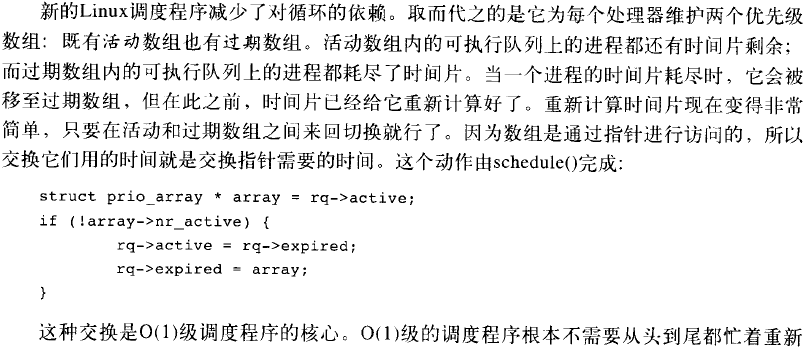 新的Linux调度程序减少了对循环的依赖。取而代之的是它为每个处理器维护两个优先级
数组：既有活动数组也有过期数组。活动数组内的可执行队列上的进程都还有时间片剩余；
而过期数组内的可执行队列上的进程都耗尽了时间片。当一个进程的时间片耗尽时，它会被
移至过期数组，但在此之前，时间片已经给它重新计算好了。重新计算时间片现在变得非常
简单，只要在活动和过期数组之间来回切换就行了。因为数组是通过指针进行访问的，所以
交换它们用的时间就是交换指针需要的时间。这个动作由schedule()完成：
struct prio_array * array = rq->active;
if (!array->nr_active) {
rq->active = rq->expired;
rq->expired = array;
}
这种交换是O(1)级调度程序的核心。O(1)级的调度程序根本不需要从头到尾都忙着重新